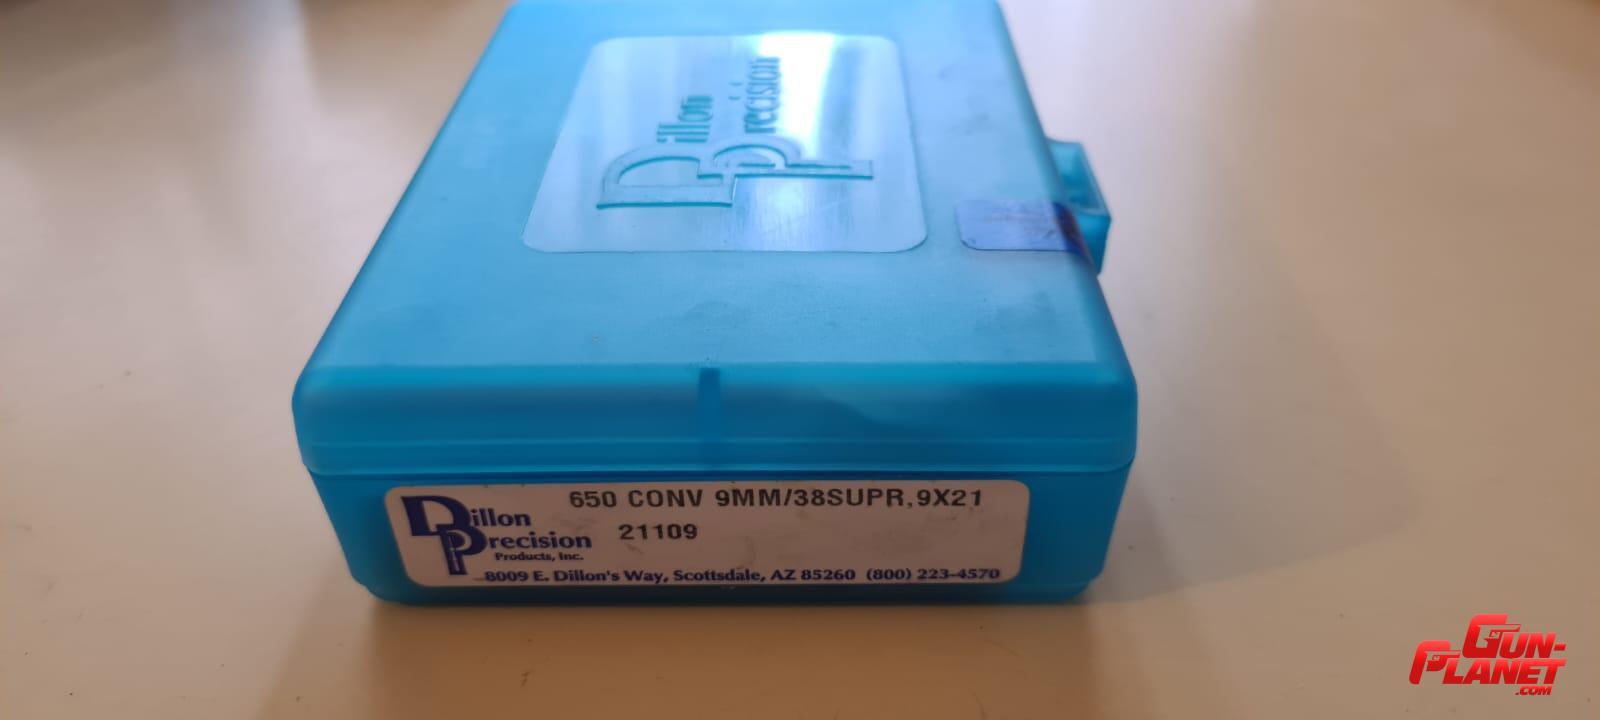 Dillon
Precision
650 CONV 9MM/38SUPR,9X21
Dillon
Precision
21109
Products, Inc.
8009 E. Dillon's Way, Scottsdale, AZ 85260 (800) 223-4570
GUN-
PLANET
.COM